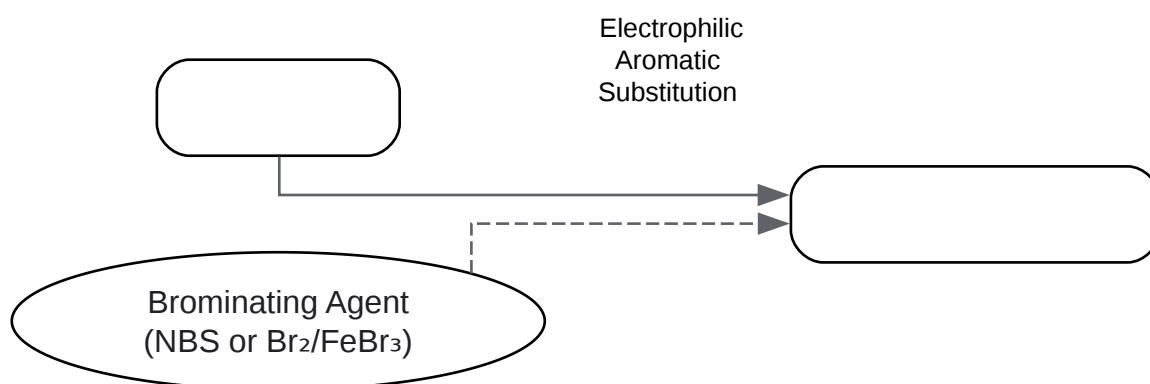 Electrophilic
Aromatic
Substitution
Brominating Agent
(NBS or Br₂/FeBr₃)